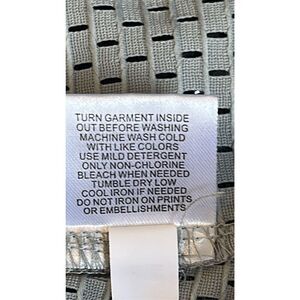 TURN GARMENT INSIDE
OUT BEFORE WASHING
MACHINE WASH COLD
WITH LIKE COLORS
USE MILD DETERGENT
ONLY NON-CHLORINE
BLEACH WHEN NEEDED
TUMBLE DRY LOW
COOL IRON IF NEEDED
DO NOT IRON ON PRINTS
OR EMBELLISHMENTS